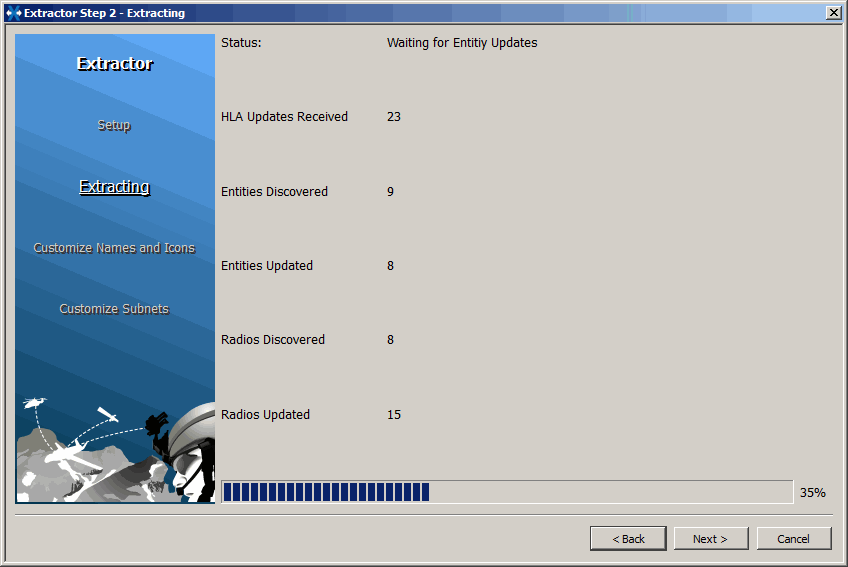 Extractor Step 2 - Extracting
Extractor
Setup
Extracting
Customize Names and Icons
Customize Subnets
Status: Waiting for Entitiy Updates
HLA Updates Received 23
Entities Discovered 9
Entities Updated 8
Radios Discovered 8
Radios Updated 15
35%
< Back Next > Cancel